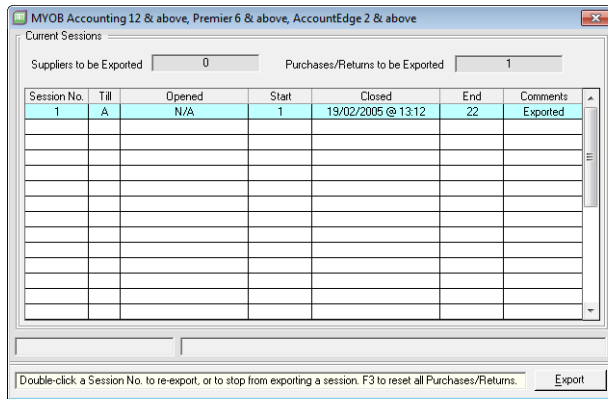 MYOB Accounting 12 & above, Premier 6 & above, AccountEdge 2 & above
Current Sessions
Suppliers to be Exported 0 Purchases/Returns to be Exported 1
Session No. Till Opened Start Closed End Comments
1 A N/A 1 19/02/2005 @ 13:12 22 Exported
Double-click a Session No. to re-export, or to stop from exporting a session. F3 to reset all Purchases/Returns. Export